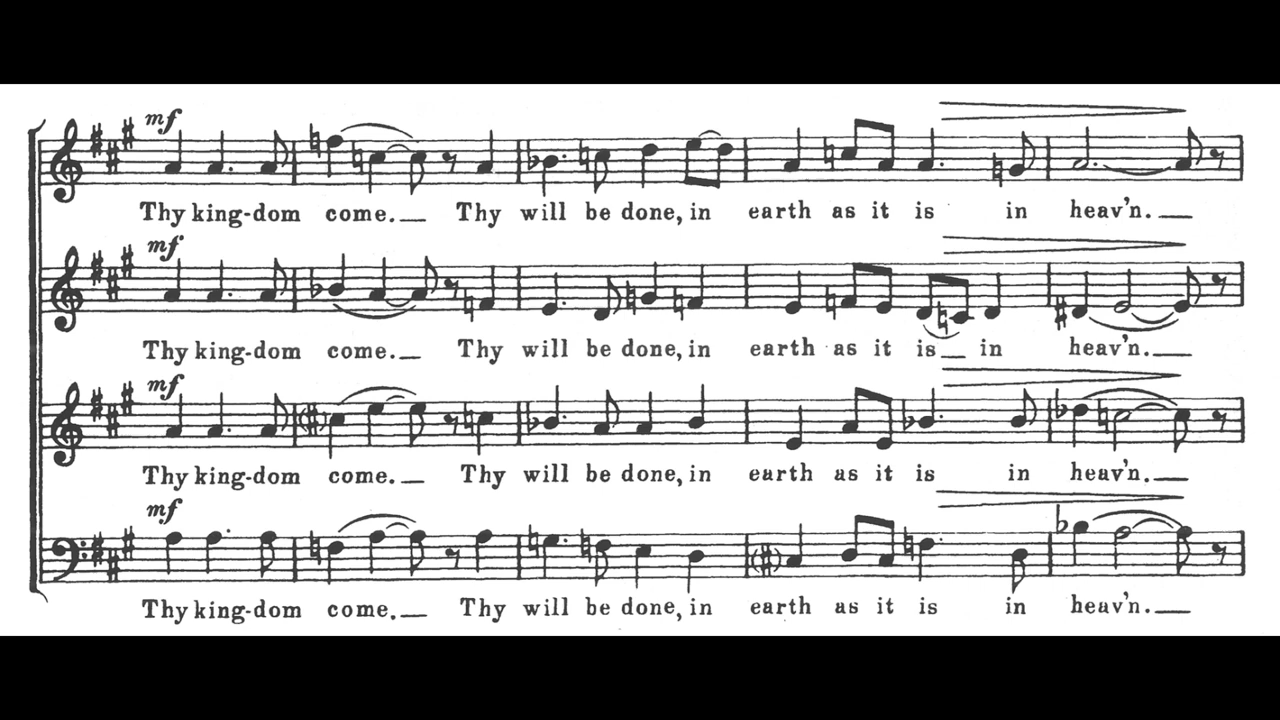 mf
Thy king-dom come. Thy will be done, in earth as it is in heav'n.
mf
Thy king-dom come. Thy will be done, in earth as it is in heav'n.
mf
Thy king-dom come. Thy will be done, in earth as it is in heav'n.
mf
Thy king-dom come. Thy will be done, in earth as it is in heav'n.